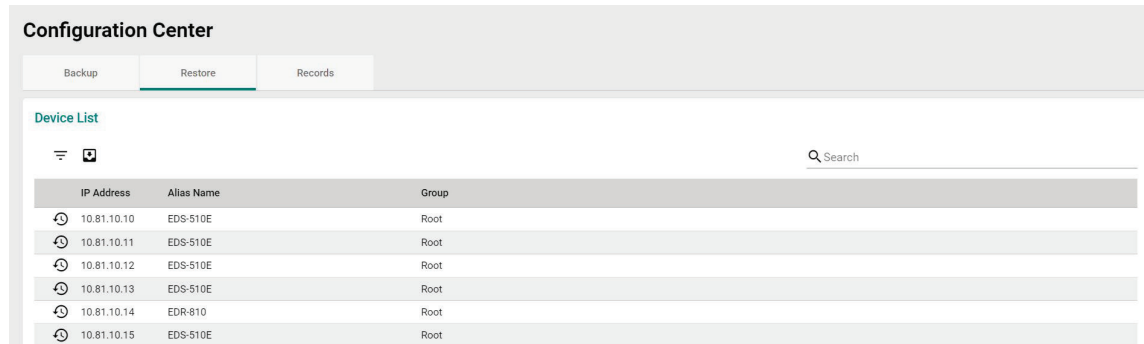 Configuration Center
Backup Restore Records
Device List
Search
IP Address Alias Name Group
10.81.10.10 EDS-510E Root
10.81.10.11 EDS-510E Root
10.81.10.12 EDS-510E Root
10.81.10.13 EDS-510E Root
10.81.10.14 EDR-810 Root
10.81.10.15 EDS-510E Root